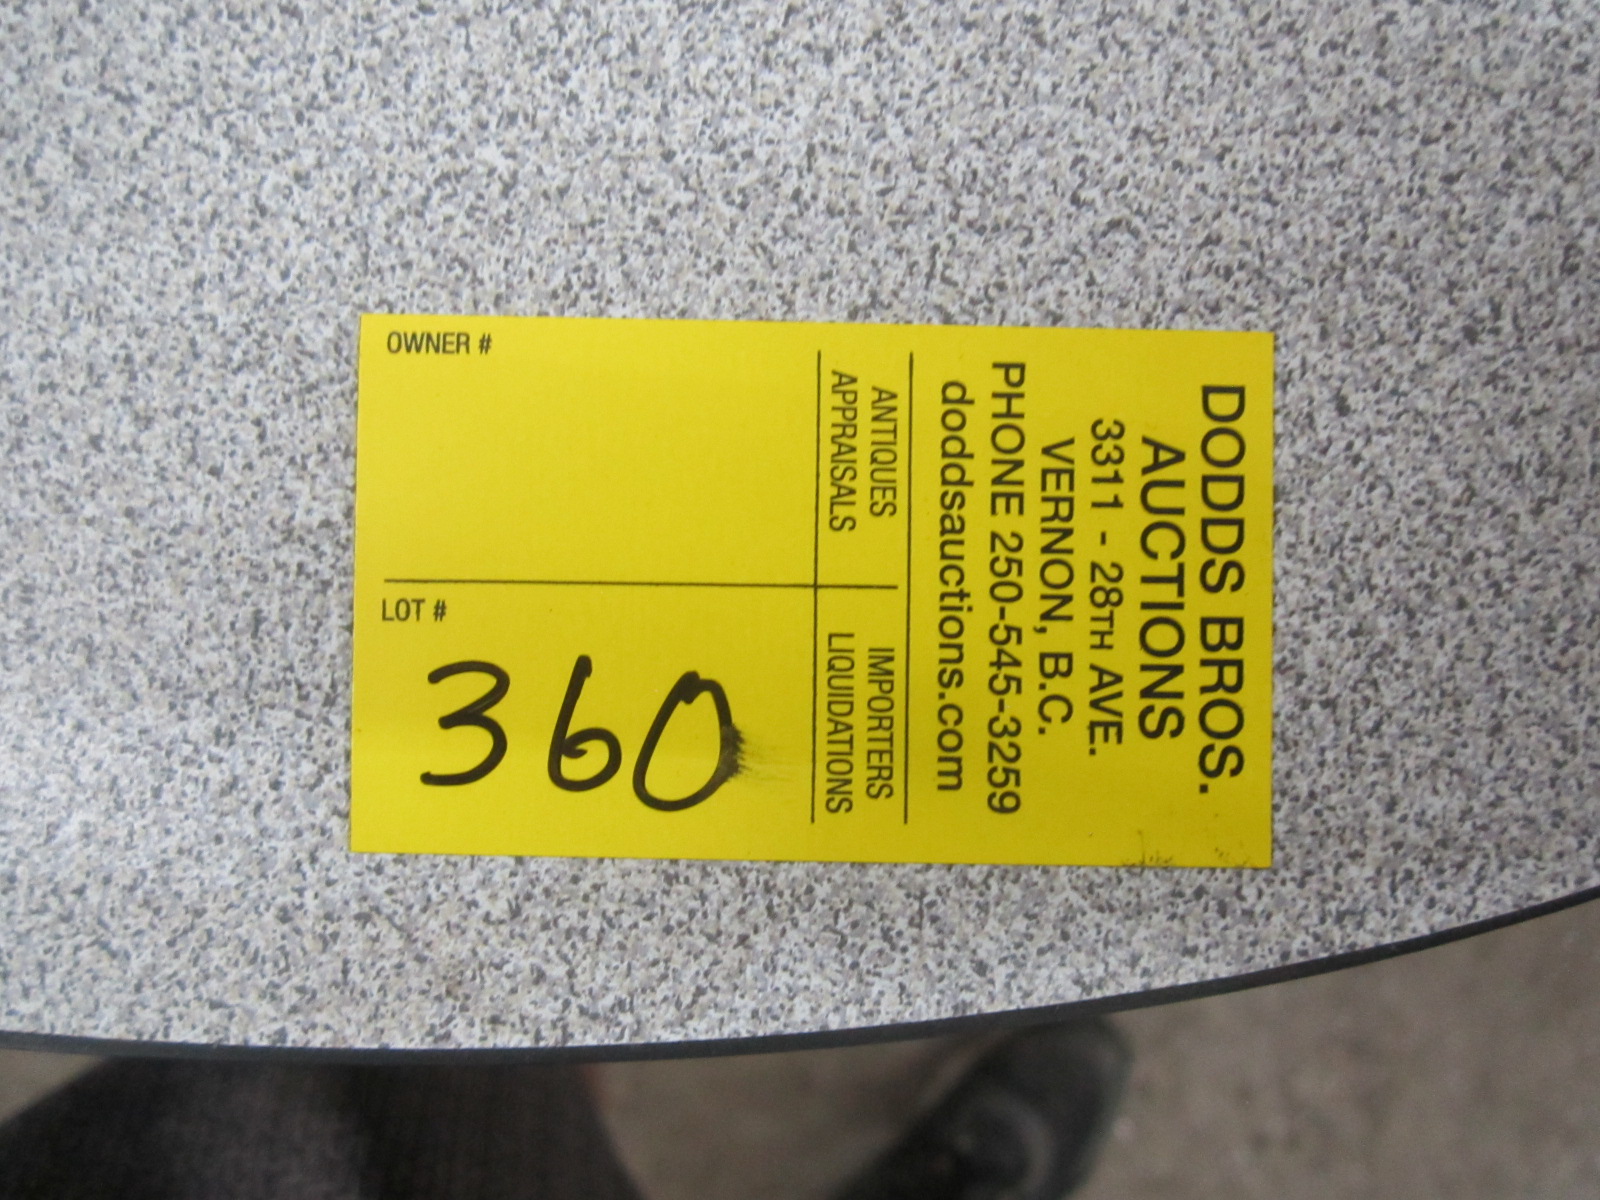 DODDS BROS.
AUCTIONS
3311 - 28TH AVE.
VERNON, B.C.
PHONE 250-545-3259
doddsauctions.com
ANTIQUES
APPRAISALS
IMPORTERS
LIQUIDATIONS
OWNER #
LOT #
360